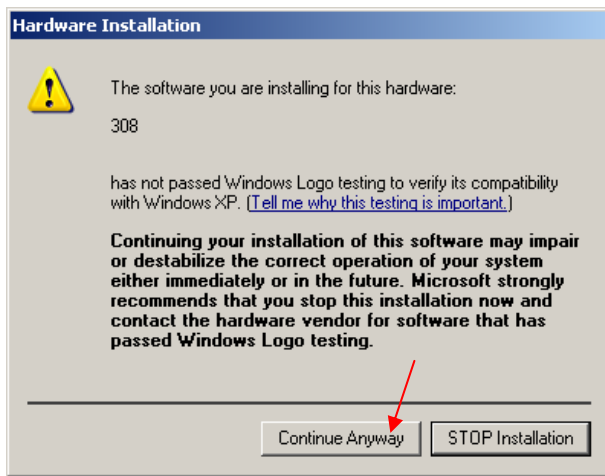 Hardware Installation
The software you are installing for this hardware:
308
has not passed Windows Logo testing to verify its compatibility
with Windows XP. (Tell me why this testing is important.)
Continuing your installation of this software may impair
or destabilize the correct operation of your system
either immediately or in the future. Microsoft strongly
recommends that you stop this installation now and
contact the hardware vendor for software that has
passed Windows Logo testing.
Continue Anyway
STOP Installation